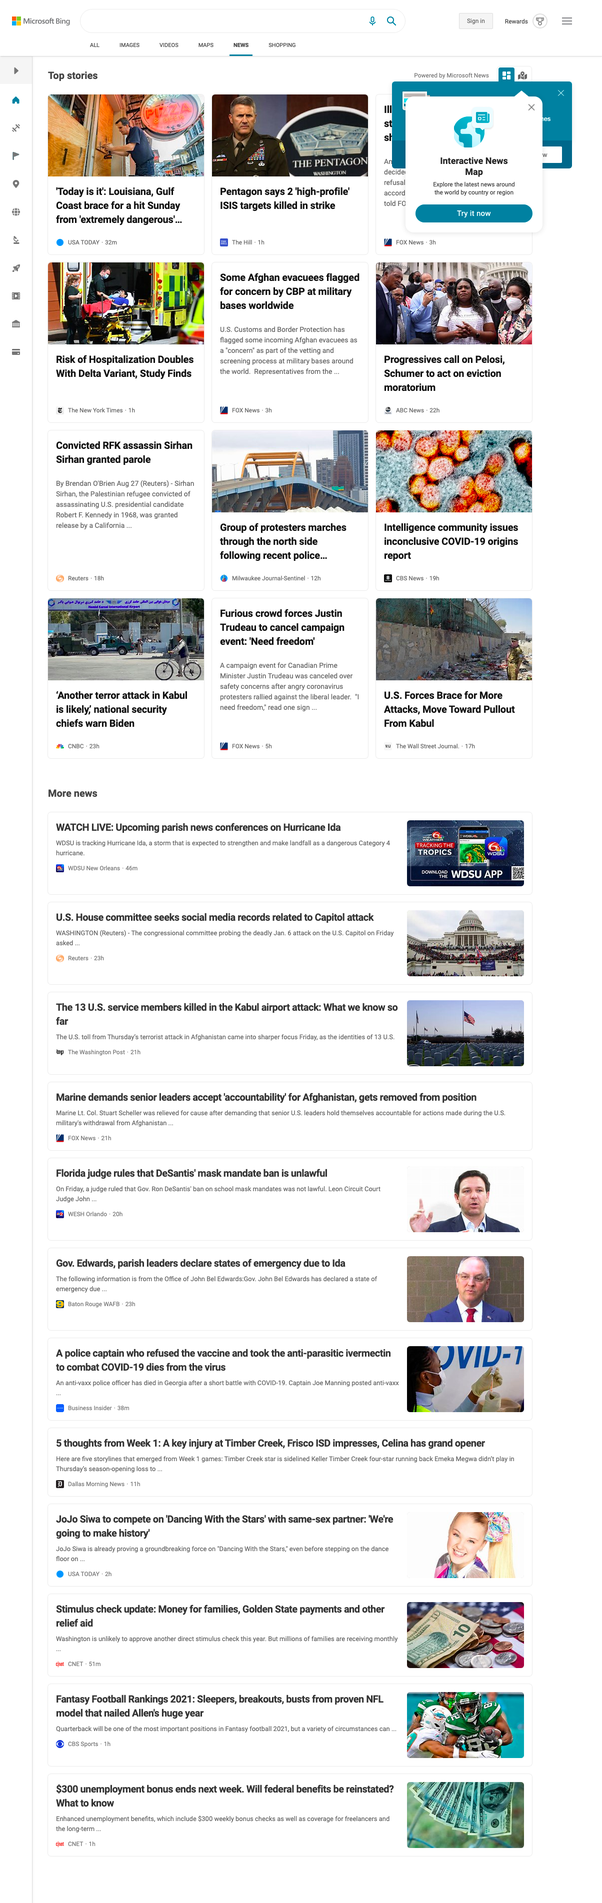 Microsoft Bing
Sign in
Rewards
ALL
IMAGES
VIDEOS
MAPS
NEWS
SHOPPING
Top stories
Powered by Microsoft News
Interactive News
Map
Explore the latest news around
the world by country or region
Try it now
'Today is it': Louisiana, Gulf
Coast brace for a hit Sunday
from 'extremely dangerous'...
USA TODAY · 32m
THE PENTAGON
WASHINGTON
Pentagon says 2 'high-profile'
ISIS targets killed in strike
The Hill · 1h
told FO
FOX News · 3h
Risk of Hospitalization Doubles
With Delta Variant, Study Finds
The New York Times · 1h
Some Afghan evacuees flagged
for concern by CBP at military
bases worldwide
U.S. Customs and Border Protection has
flagged some incoming Afghan evacuees as
a "concern" as part of the vetting and
screening process at military bases around
the world. Representatives from the ...
FOX News · 3h
Progressives call on Pelosi,
Schumer to act on eviction
moratorium
ABC News · 22h
Convicted RFK assassin Sirhan
Sirhan granted parole
By Brendan O'Brien Aug 27 (Reuters) - Sirhan
Sirhan, the Palestinian refugee convicted of
assassinating U.S. presidential candidate
Robert F. Kennedy in 1968, was granted
release by a California ...
Reuters · 18h
Group of protesters marches
through the north side
following recent police...
Milwaukee Journal-Sentinel · 12h
Intelligence community issues
inconclusive COVID-19 origins
report
CBS News · 19h
'Another terror attack in Kabul
is likely,' national security
chiefs warn Biden
CNBC · 23h
Furious crowd forces Justin
Trudeau to cancel campaign
event: 'Need freedom'
A campaign event for Canadian Prime
Minister Justin Trudeau was canceled over
safety concerns after angry coronavirus
protesters rallied against the liberal leader. "I
need freedom," read one sign ...
FOX News · 5h
U.S. Forces Brace for More
Attacks, Move Toward Pullout
From Kabul
The Wall Street Journal. · 17h
More news
WATCH LIVE: Upcoming parish news conferences on Hurricane Ida
WDSU is tracking Hurricane Ida, a storm that is expected to strengthen and make landfall as a dangerous Category 4
hurricane.
WDSU New Orleans · 46m
TRACKING THE
TROPICS
DOWNLOAD
THE WDSU APP
U.S. House committee seeks social media records related to Capitol attack
WASHINGTON (Reuters) - The congressional committee probing the deadly Jan. 6 attack on the U.S. Capitol on Friday
asked ...
Reuters · 23h
The 13 U.S. service members killed in the Kabul airport attack: What we know so
far
The U.S. toll from Thursday's terrorist attack in Afghanistan came into sharper focus Friday, as the identities of 13 U.S.
The Washington Post · 21h
Marine demands senior leaders accept 'accountability' for Afghanistan, gets removed from position
Marine Lt. Col. Stuart Scheller was relieved for cause after demanding that senior U.S. leaders hold themselves accountable for actions made during the U.S.
military's withdrawal from Afghanistan ...
FOX News · 21h
Florida judge rules that DeSantis' mask mandate ban is unlawful
On Friday, a judge ruled that Gov. Ron DeSantis' ban on school mask mandates was not lawful. Leon Circuit Court
Judge John ...
WESH Orlando · 20h
Gov. Edwards, parish leaders declare states of emergency due to Ida
The following information is from the Office of John Bel Edwards:Gov. John Bel Edwards has declared a state of
emergency due ...
Baton Rouge WAFB · 23h
A police captain who refused the vaccine and took the anti-parasitic ivermectin
to combat COVID-19 dies from the virus
An anti-vaxx police officer has died in Georgia after a short battle with COVID-19. Captain Joe Manning posted anti-vaxx
...
Business Insider · 38m
5 thoughts from Week 1: A key injury at Timber Creek, Frisco ISD impresses, Celina has grand opener
Here are five storylines that emerged from Week 1 games: Timber Creek star is sidelined Keller Timber Creek four-star running back Emeka Megwa didn't play in
Thursday's season-opening loss to ...
Dallas Morning News · 11h
JoJo Siwa to compete on 'Dancing With the Stars' with same-sex partner: 'We're
going to make history'
JoJo Siwa is already proving a groundbreaking force on "Dancing With the Stars," even before stepping on the dance
floor on ...
USA TODAY · 2h
Stimulus check update: Money for families, Golden State payments and other
relief aid
Washington is unlikely to approve another direct stimulus check this year. But millions of families are receiving monthly
...
CNET · 51m
Fantasy Football Rankings 2021: Sleepers, breakouts, busts from proven NFL
model that nailed Allen's huge year
Quarterback will be one of the most important positions in Fantasy football 2021, but a variety of circumstances can ...
CBS Sports · 1h
$300 unemployment bonus ends next week. Will federal benefits be reinstated?
What to know
Enhanced unemployment benefits, which include $300 weekly bonus checks as well as coverage for freelancers and
the long-term ...
CNET · 1h